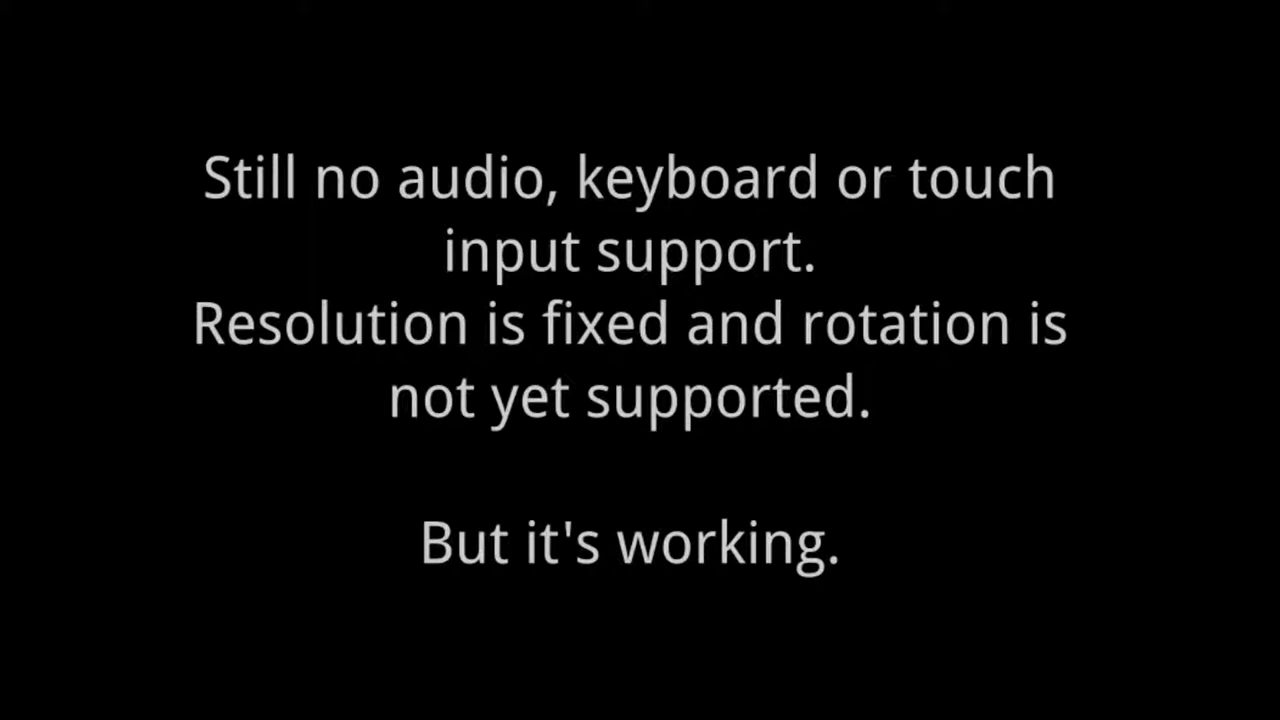 Still no audio, keyboard or touch
input support.
Resolution is fixed and rotation is
not yet supported.
But it's working.